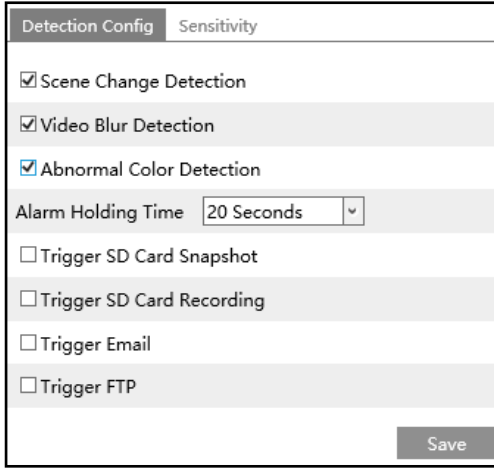 Detection Config Sensitivity
Scene Change Detection
Video Blur Detection
Abnormal Color Detection
Alarm Holding Time 20 Seconds
Trigger SD Card Snapshot
Trigger SD Card Recording
Trigger Email
Trigger FTP
Save